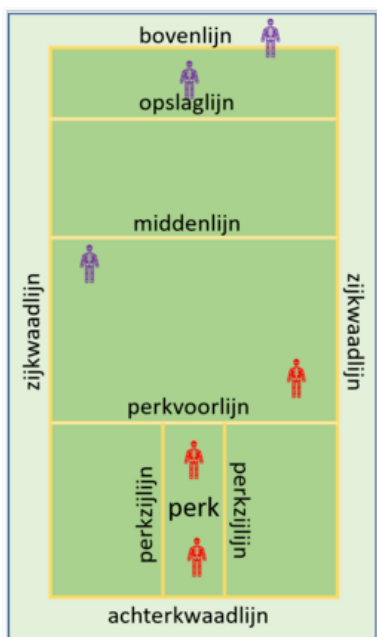 bovenlijn
opslaglijn
middenlijn
zijkwaadlijn
zijkwaadlijn
perkvoorlijn
perkzijlijn
perk
perkzijlijn
achterkwaadlijn